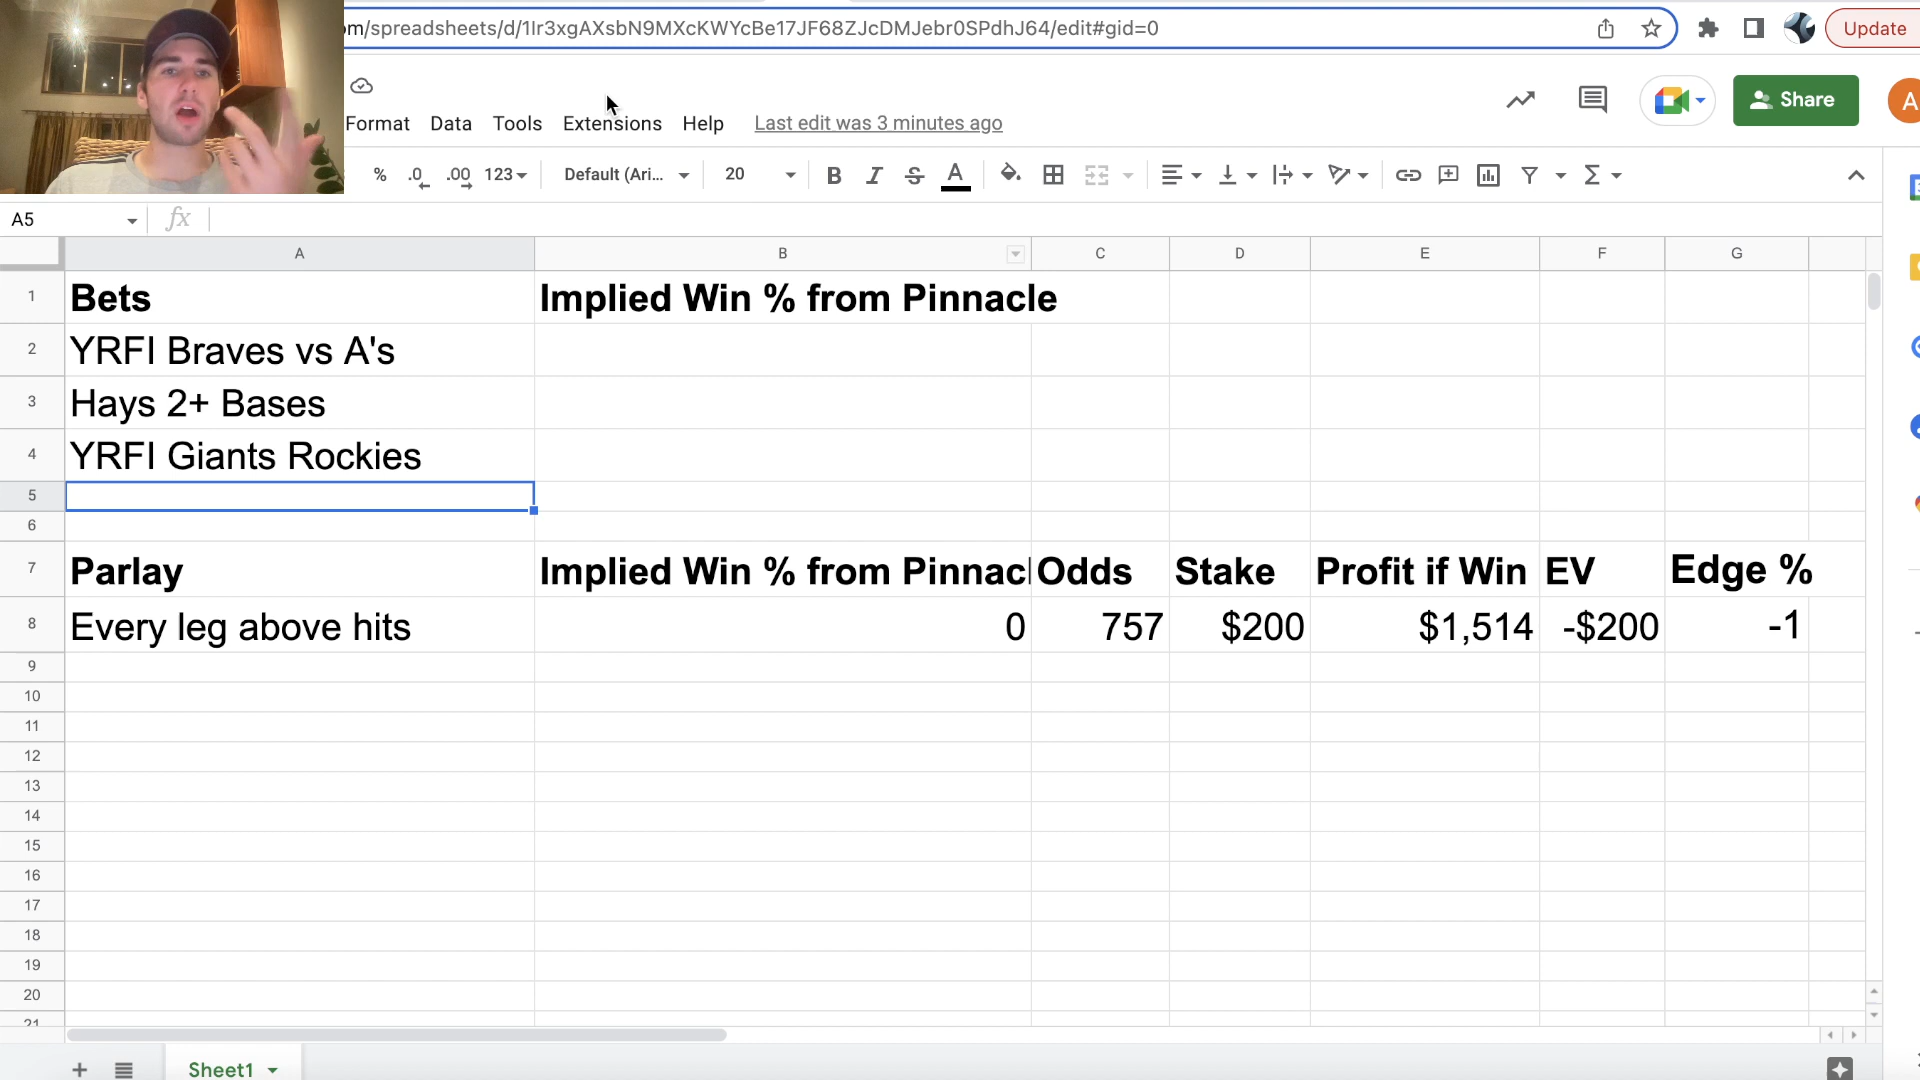 om/spreadsheets/d/1Ir3xgAXsbN9MXcKWYcBe17JF68ZJcDMJebr0SPdhJ64/edit#gid=0
Update
Format Data Tools Extensions Help Last edit was 3 minutes ago
Share
A
% .0 .00 123 Default (Ari... 20 B I S A
A5 fx
A B C D E F G
1 Bets Implied Win % from Pinnacle
2 YRFI Braves vs A's
3 Hays 2+ Bases
4 YRFI Giants Rockies
5
6
7 Parlay Implied Win % from Pinnacl Odds Stake Profit if Win EV Edge %
8 Every leg above hits 0 757 $200 $1,514 -$200 -1
9
10
11
12
13
14
15
16
17
18
19
20
21
Sheet1